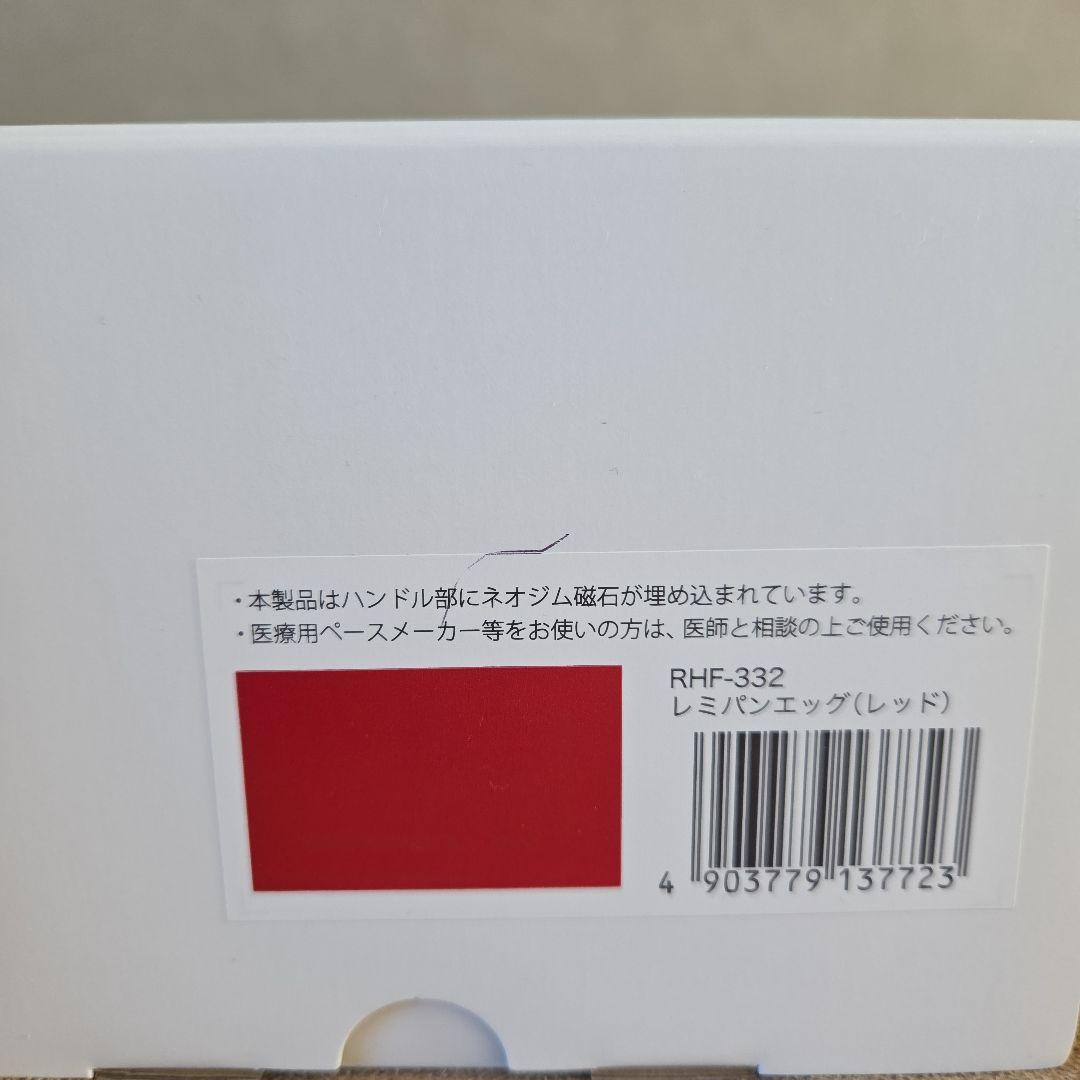 ・本製品はハンドル部にネオジム磁石が埋め込まれています。
・医療用ペースメーカー等をお使いの方は、医師と相談の上ご使用ください。
RHF-332
レミパンエッグ(レッド)
4 903779 137723